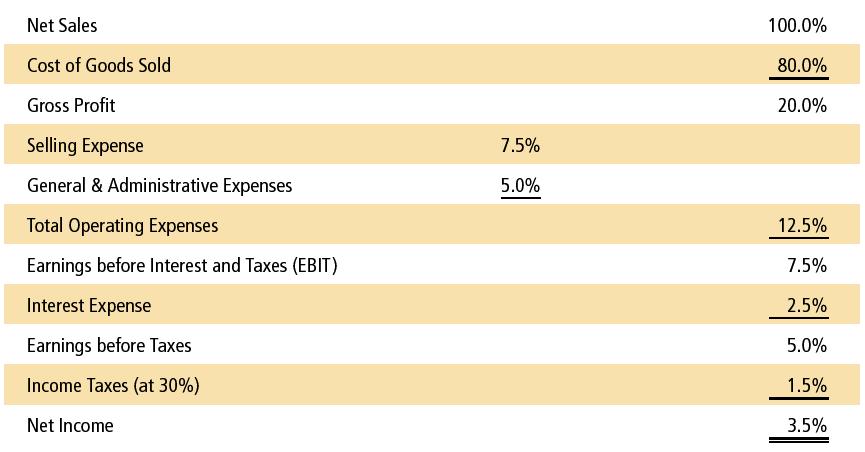 Net Sales 100.0%
Cost of Goods Sold 80.0%
Gross Profit 20.0%
Selling Expense 7.5%
General & Administrative Expenses 5.0%
Total Operating Expenses 12.5%
Earnings before Interest and Taxes (EBIT) 7.5%
Interest Expense 2.5%
Earnings before Taxes 5.0%
Income Taxes (at 30%) 1.5%
Net Income 3.5%